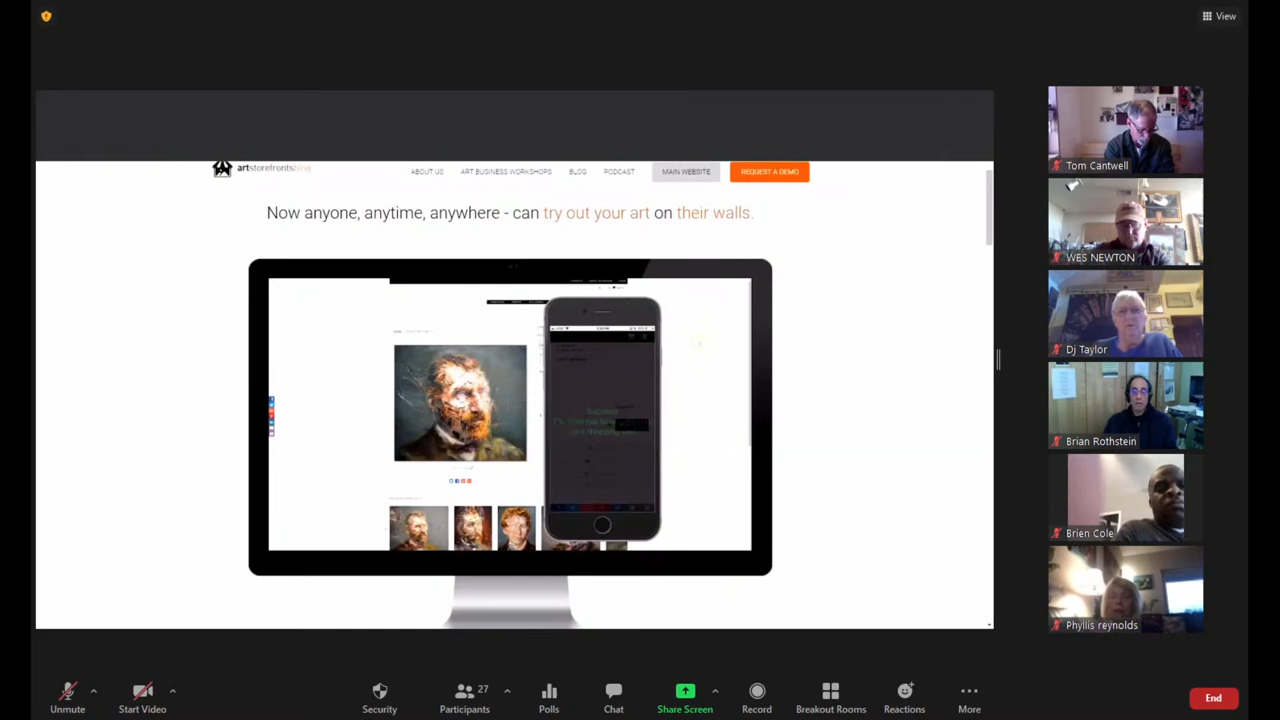 View
artstorefrontsblog
ABOUT US ART BUSINESS WORKSHOPS BLOG PODCAST MAIN WEBSITE REQUEST A DEMO
Now anyone, anytime, anywhere - can try out your art on their walls.
Tom Cantwell
WES NEWTON
Dj Taylor
Brian Rothstein
Brien Cole
Phyllis reynolds
Unmute
Start Video
Security
Participants 27
Polls
Chat
Share Screen
Record
Breakout Rooms
Reactions
More
End